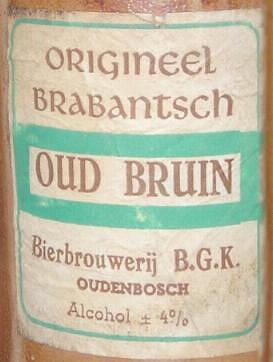 ORIGINEEL
BRABANTSCH
OUD BRUIN
Bierbrouwerij B.G.K.
OUDENBOSCH
Alcohol ± 4%